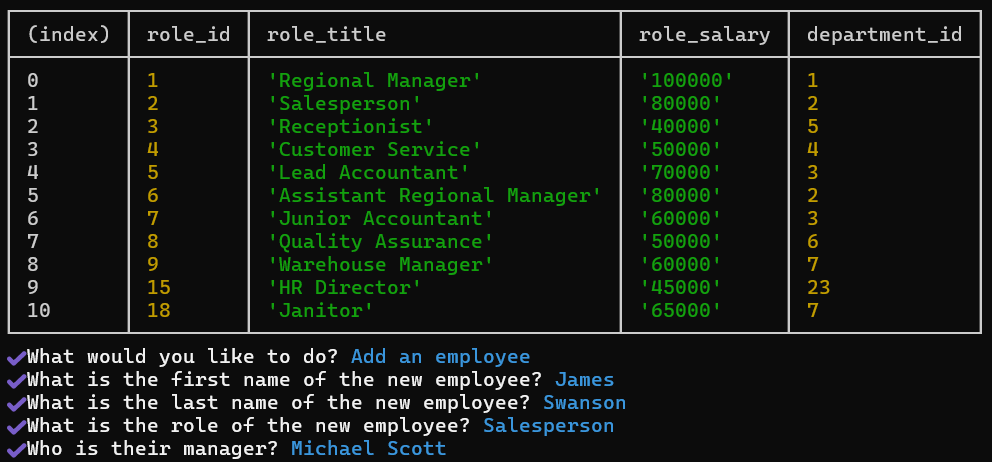 (index) role_id role_title role_salary department_id
0 1 'Regional Manager' '100000' 1
1 2 'Salesperson' '80000' 2
2 3 'Receptionist' '40000' 5
3 4 'Customer Service' '50000' 4
4 5 'Lead Accountant' '70000' 3
5 6 'Assistant Regional Manager' '80000' 2
6 7 'Junior Accountant' '60000' 3
7 8 'Quality Assurance' '50000' 6
8 9 'Warehouse Manager' '60000' 7
9 15 'HR Director' '45000' 23
10 18 'Janitor' '65000' 7
What would you like to do? Add an employee
What is the first name of the new employee? James
What is the last name of the new employee? Swanson
What is the role of the new employee? Salesperson
Who is their manager? Michael Scott